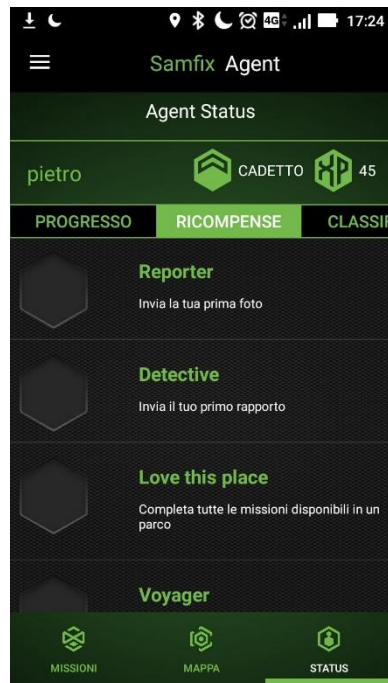 4G 17:24
Samfix Agent
Agent Status
pietro CADETTO XP 45
PROGRESSO RICOMPENSE CLASSIF
Reporter
Invia la tua prima foto
Detective
Invia il tuo primo rapporto
Love this place
Completa tutte le missioni disponibili in un
parco
Voyager
MISSIONI MAPPA STATUS